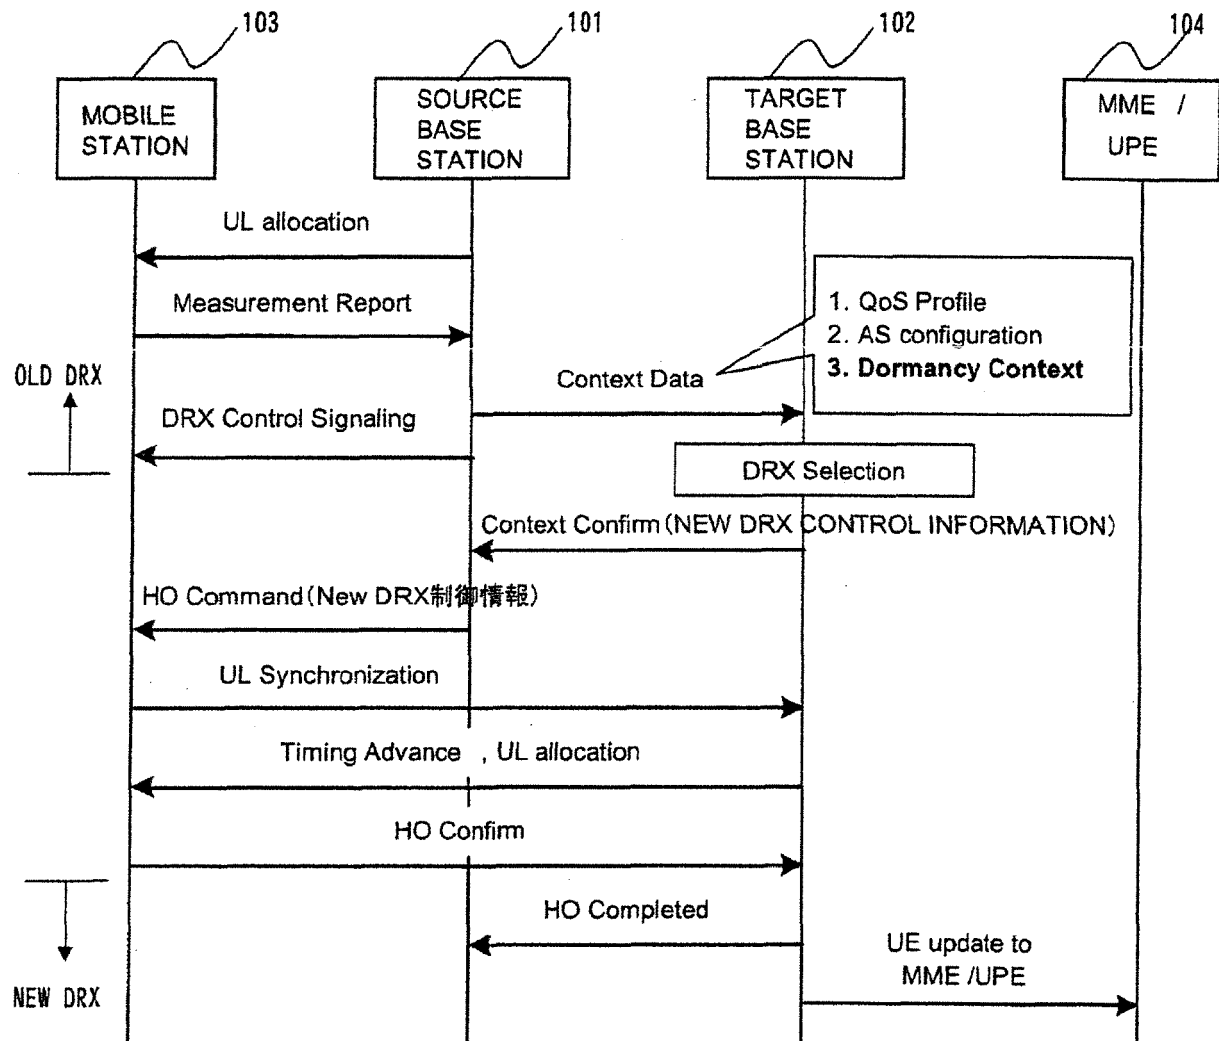 103
101
102
104
MOBILE
STATION
SOURCE
BASE
STATION
TARGET
BASE
STATION
MME /
UPE
UL allocation
Measurement Report
1. QoS Profile
2. AS configuration
3. Dormancy Context
OLD DRX
Context Data
DRX Control Signaling
DRX Selection
Context Confirm(NEW DRX CONTROL INFORMATION)
HO Command(New DRX制御情報)
UL Synchronization
Timing Advance , UL allocation
HO Confirm
HO Completed
UE update to
MME /UPE
NEW DRX